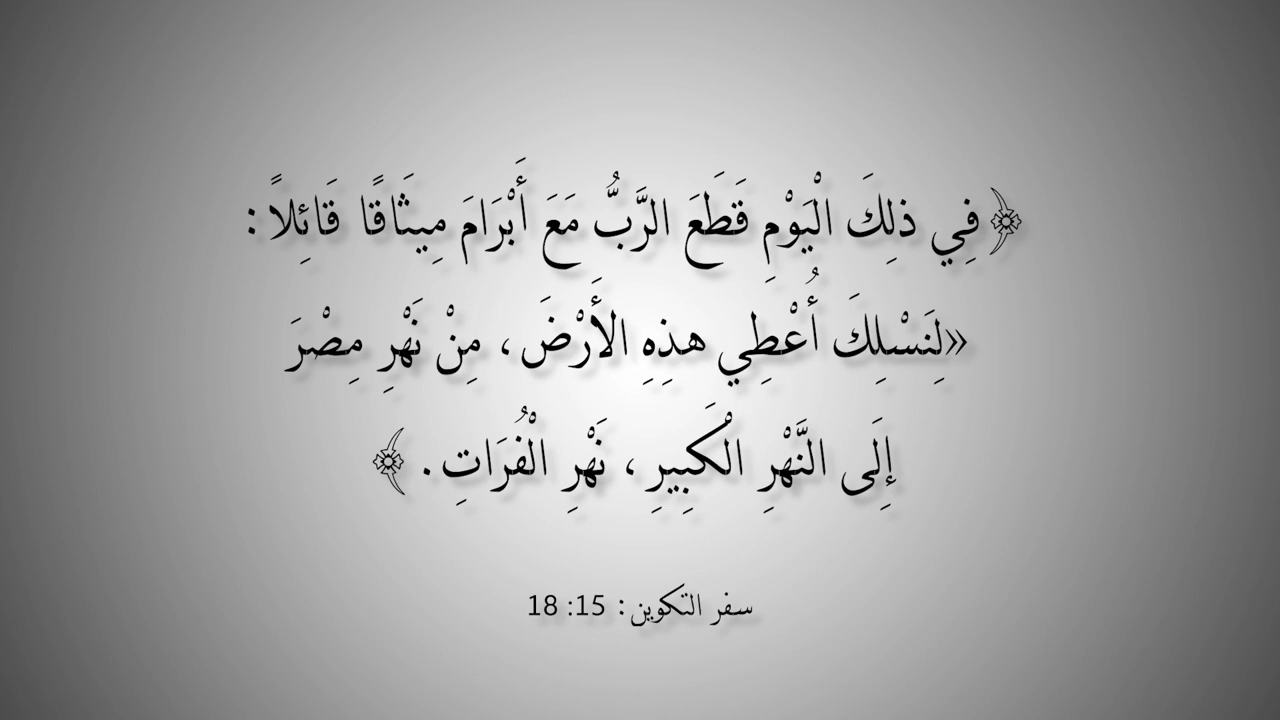 ﴿فِي ذلِكَ الْيَوْمِ قَطَعَ الرَّبُّ مَعَ أَبْرَامَ مِيثَاقًا قَائِلاً:
«لِنَسْلِكَ أُعْطِي هذِهِ الأَرْضَ، مِنْ نَهْرِ مِصْرَ
إِلَى النَّهْرِ الْكَبِيرِ، نَهْرِ الْفُرَاتِ. ﴾
سفر التكوين: 15: 18